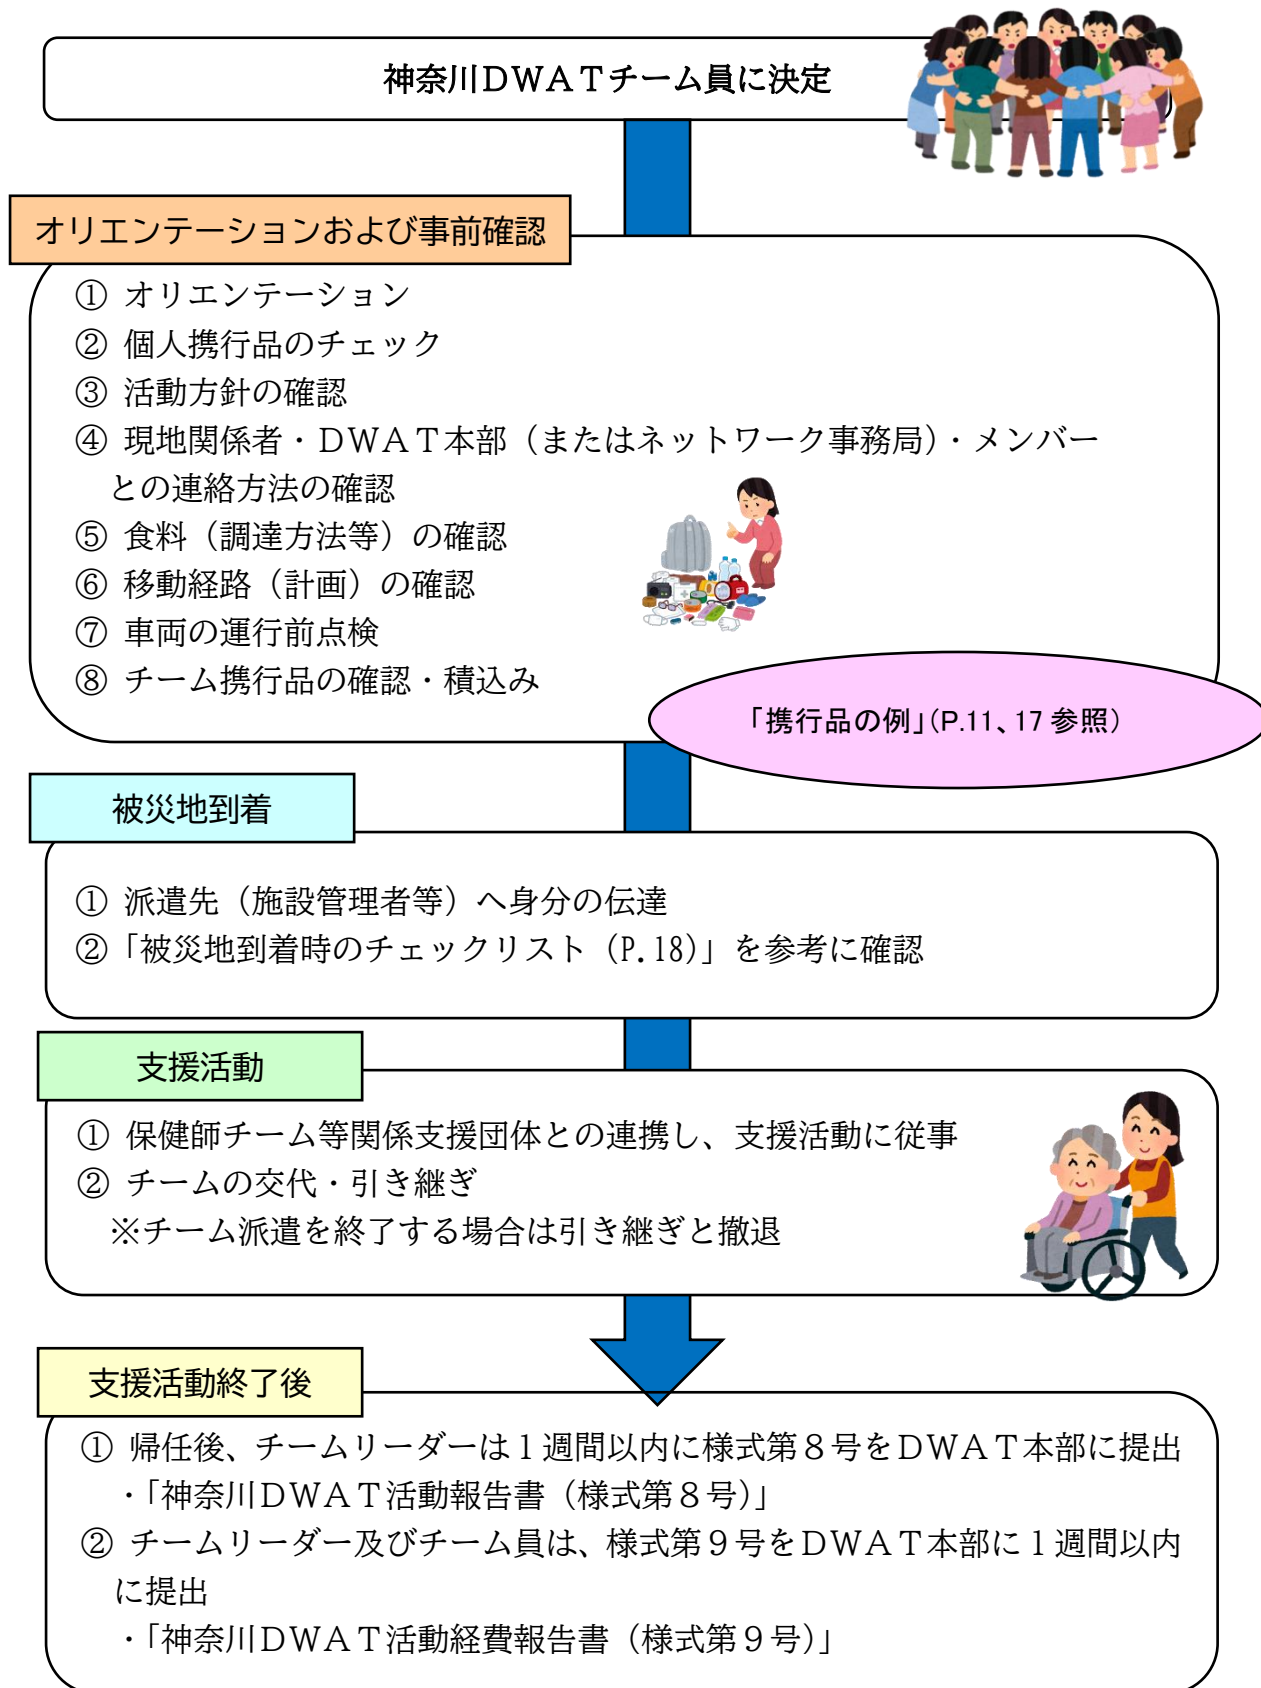 神奈川DWATチーム員に決定
オリエンテーションおよび事前確認
① オリエンテーション
② 個人携行品のチェック
③ 活動方針の確認
④ 現地関係者・DWAT本部（またはネットワーク事務局）・メンバー
との連絡方法の確認
⑤ 食料（調達方法等）の確認
⑥ 移動経路（計画）の確認
⑦ 車両の運行前点検
⑧ チーム携行品の確認・積込み
「携行品の例」（P.11、17 参照）
被災地到着
① 派遣先（施設管理者等）へ身分の伝達
②「被災地到着時のチェックリスト（P.18）」を参考に確認
支援活動
① 保健師チーム等関係支援団体との連携し、支援活動に従事
② チームの交代・引き継ぎ
※チーム派遣を終了する場合は引き継ぎと撤退
支援活動終了後
① 帰任後、チームリーダーは１週間以内に様式第８号をDWAT本部に提出
・「神奈川DWAT活動報告書（様式第８号）」
② チームリーダー及びチーム員は、様式第９号をDWAT本部に１週間以内
に提出
・「神奈川DWAT活動経費報告書（様式第９号）」